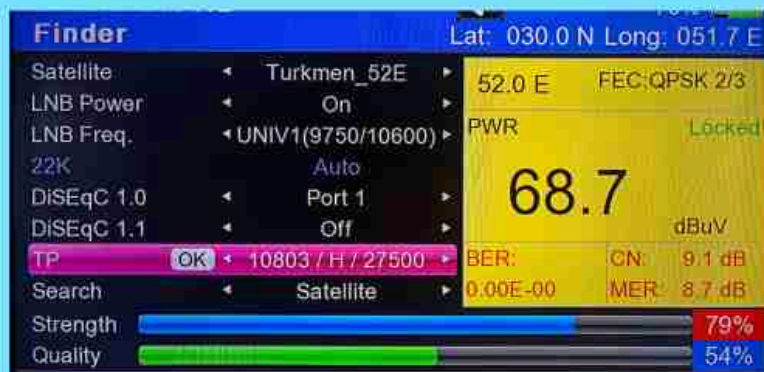 Finder
Lat: 030.0 N Long: 051.7 E
Satellite Turkmen_52E
LNB Power On
LNB Freq. UNIV1(9750/10600)
22K Auto
DiSEqC 1.0 Port 1
DiSEqC 1.1 Off
TP OK 10803 / H / 27500
Search Satellite
Strength 79%
Quality 54%
52.0 E FEC:QPSK 2/3
PWR Locked
68.7
dBuV
BER: CN: 9.1 dB
0.00E-00 MER: 8.7 dB